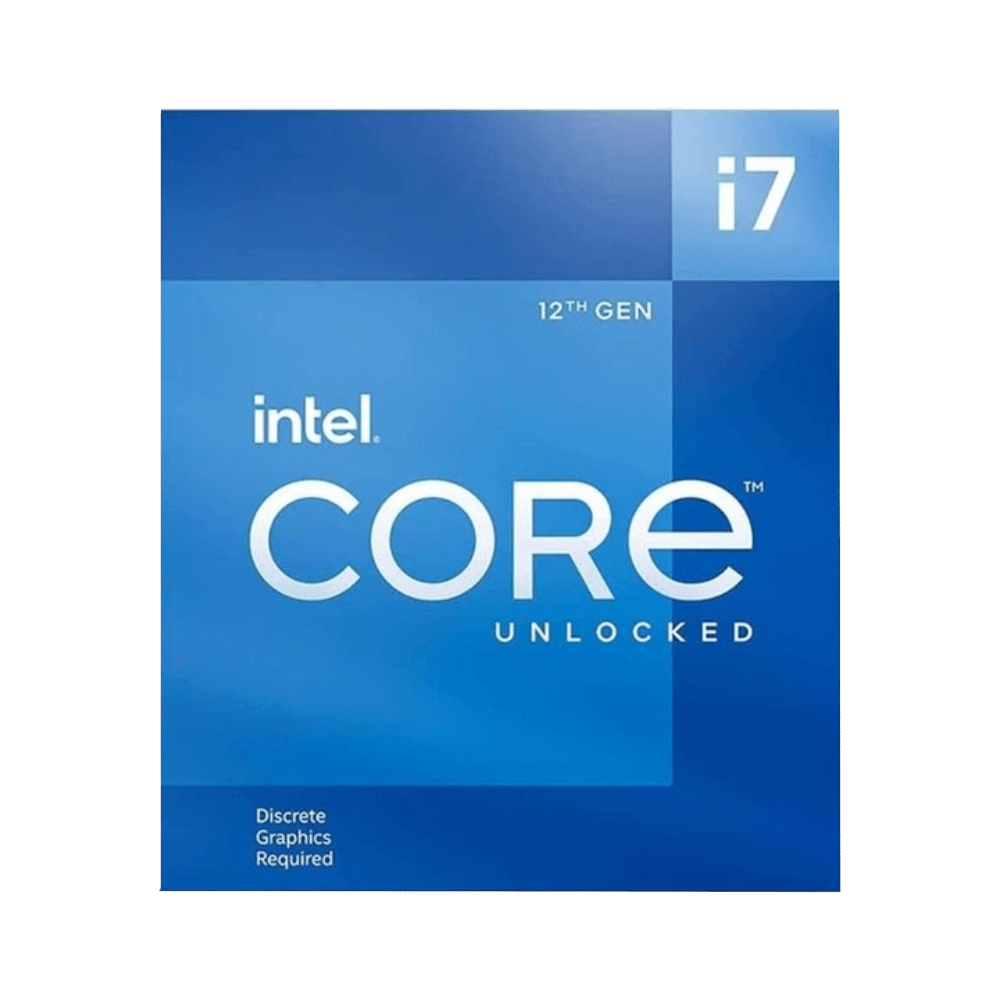 i7
12TH GEN
intel.
CORe™
UNLOCKED
Discrete
Graphics
Required